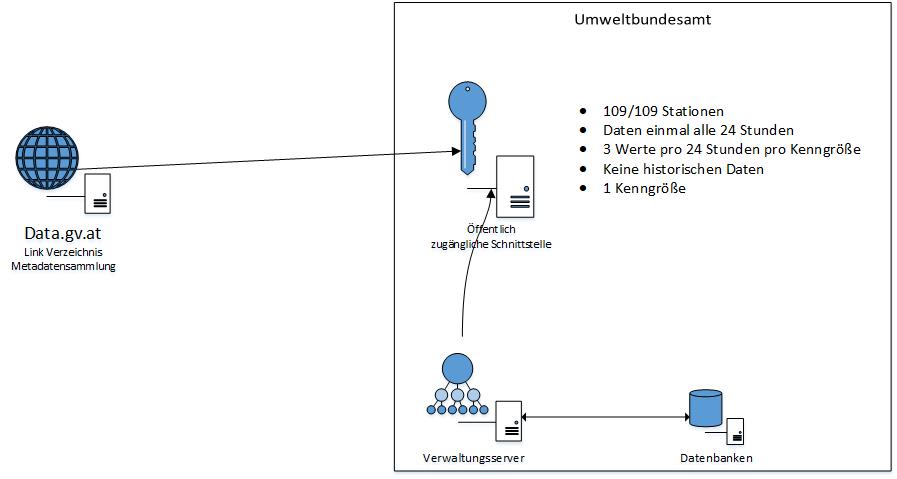 Umweltbundesamt
• 109/109 Stationen
• Daten einmal alle 24 Stunden
• 3 Werte pro 24 Stunden pro Kenngröße
• Keine historischen Daten
• 1 Kenngröße
Data.gv.at
Link Verzeichnis
Metadatensammlung
Öffentlich
zugängliche Schnittstelle
Verwaltungsserver
Datenbanken